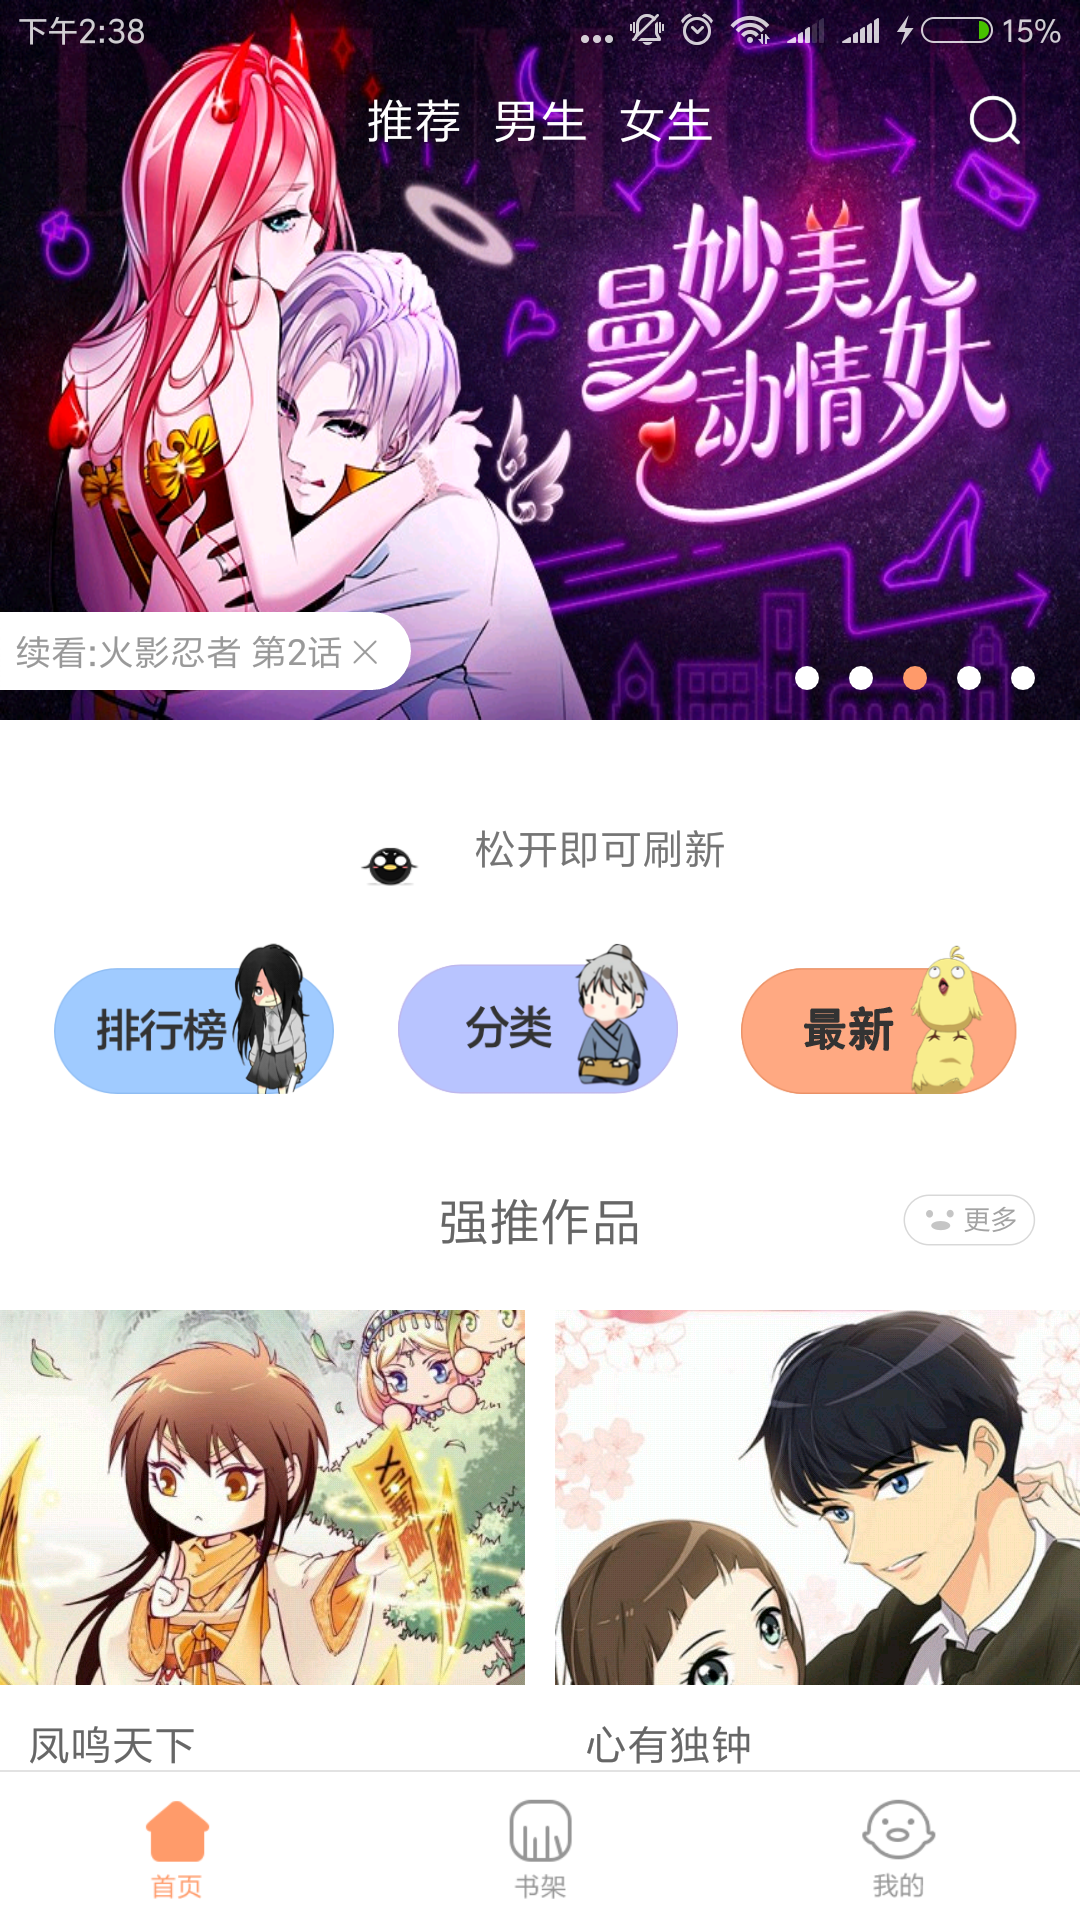 下午2:38
15%
推荐 男生 女生
曼妙美人
动情妖
续看:火影忍者 第2话
松开即可刷新
排行榜 分类 最新
强推作品
更多
凤鸣天下 心有独钟
首页 书架 我的